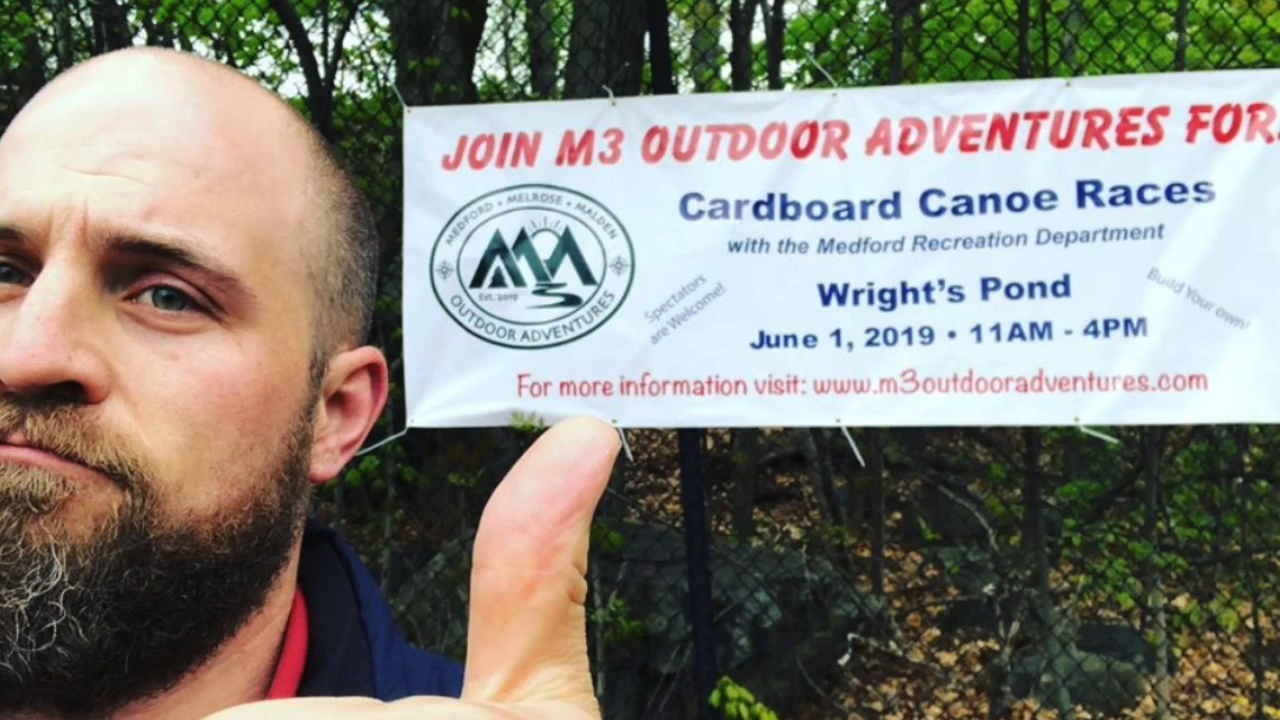 JOIN M3 OUTDOOR ADVENTURES FOR
MEDFORD • MELROSE • MALDEN
Est. 2019
OUTDOOR ADVENTURES
Cardboard Canoe Races
with the Medford Recreation Department
Spectators
are Welcome!
Wright's Pond
Build Your own!
June 1, 2019 • 11AM - 4PM
For more information visit: www.m3outdooradventures.com